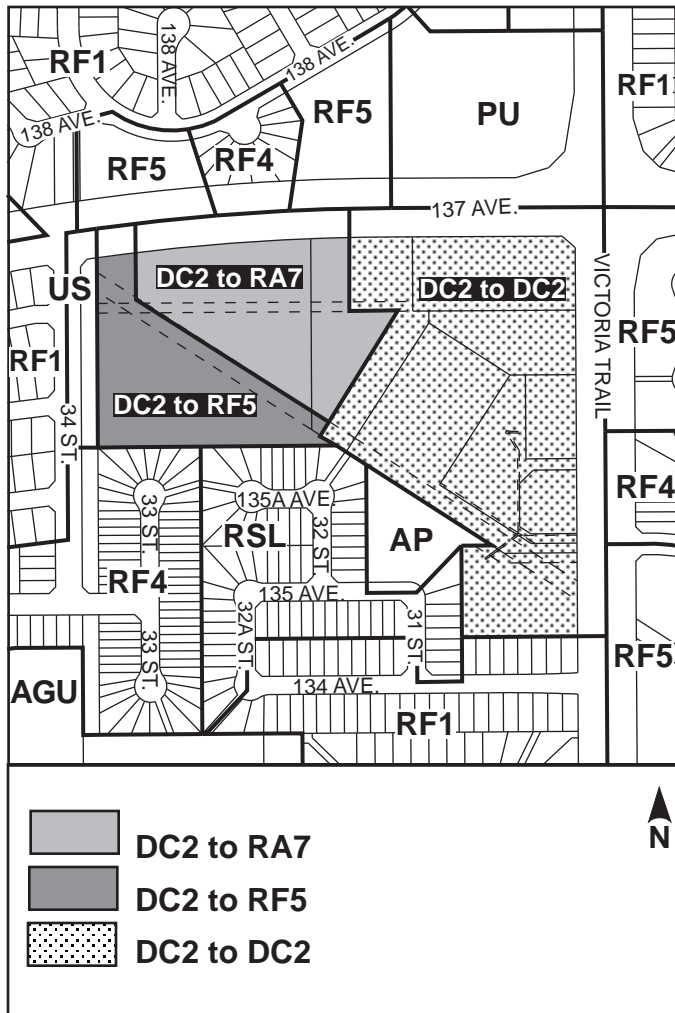 138 AVE.
RF1
138 AVE.
RF5
RF1
PU
138 AVE.
RF4
RF5
137 AVE.
DC2 to RA7
DC2 to DC2
US
VICTORIA TRAIL
RF5
RF1
DC2 to RF5
34 ST.
RF4
135A AVE.
33 ST.
RSL
32 ST.
AP
RF4
135 AVE.
32A ST.
31 ST.
33 ST.
RF5
AGU
134 AVE.
RF1
DC2 to RA7
N
DC2 to RF5
DC2 to DC2